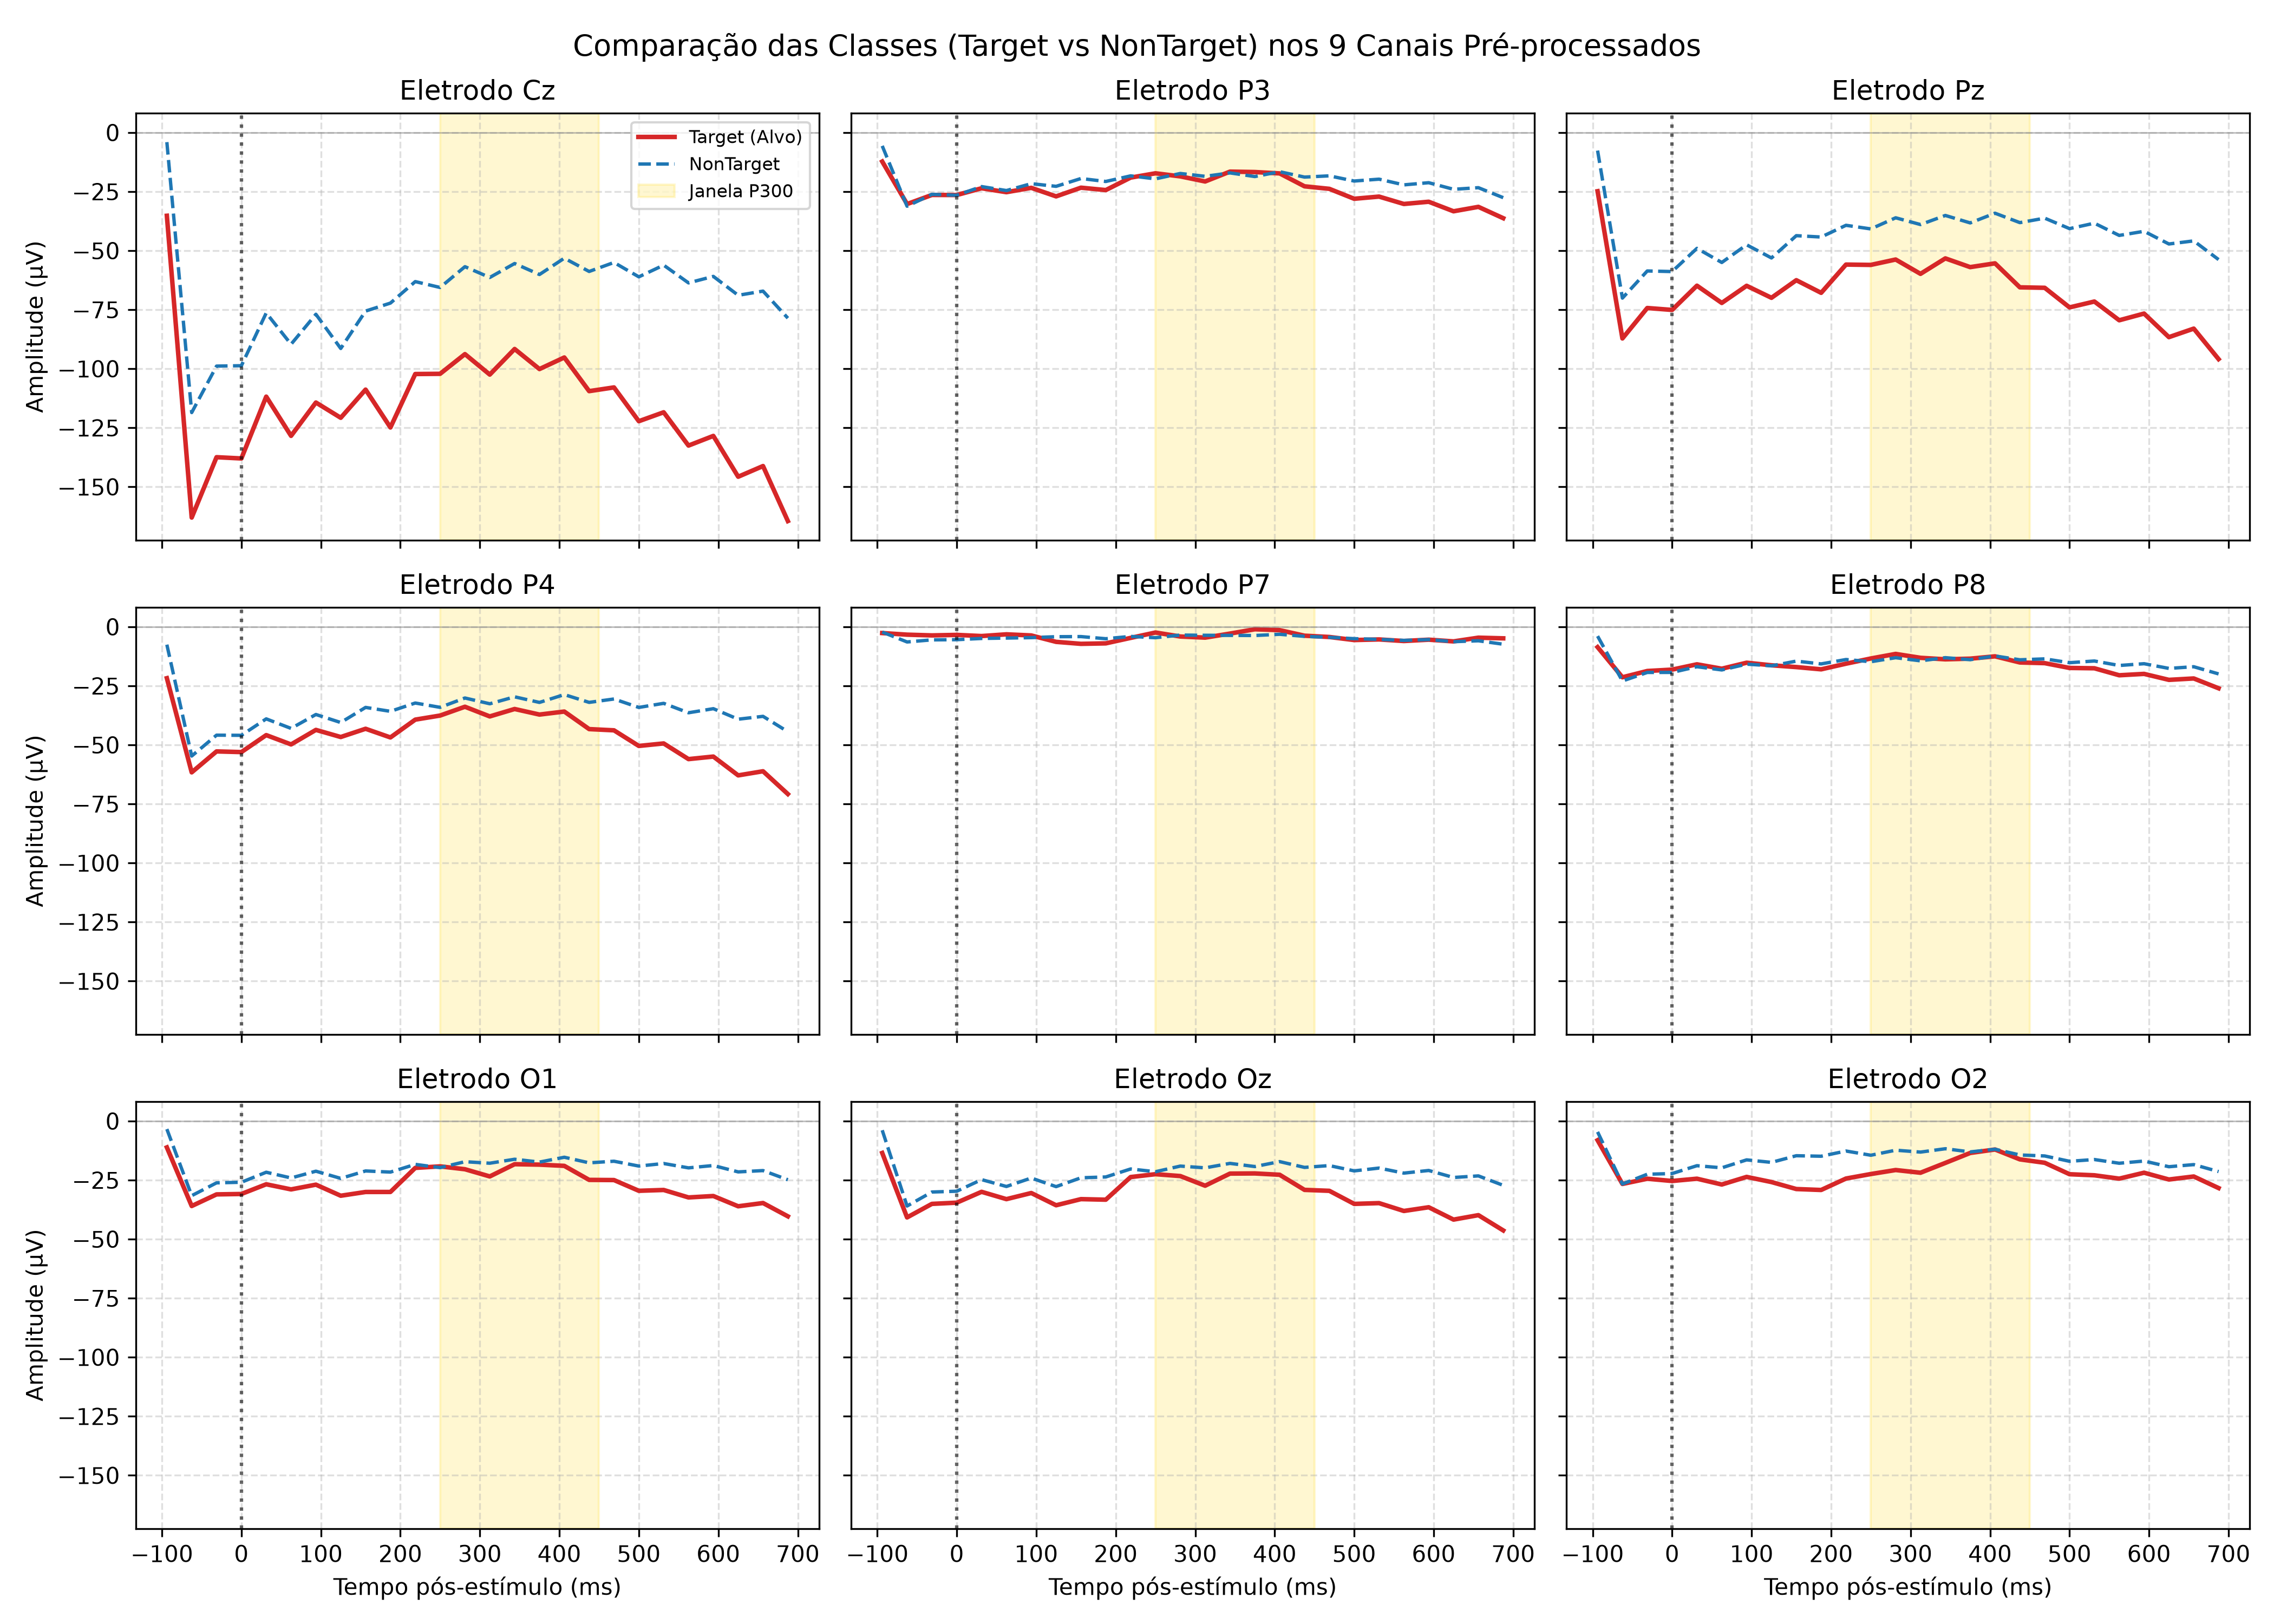 Comparação das Classes (Target vs NonTarget) nos 9 Canais Pré-processados
Eletrodo Cz
Eletrodo P3
Eletrodo Pz
Amplitude (µV)
0
−25
−50
−75
−100
−125
−150
Target (Alvo)
NonTarget
Janela P300
Eletrodo P4
Eletrodo P7
Eletrodo P8
Amplitude (µV)
0
−25
−50
−75
−100
−125
−150
Eletrodo O1
Eletrodo Oz
Eletrodo O2
Amplitude (µV)
0
−25
−50
−75
−100
−125
−150
−100 0 100 200 300 400 500 600 700
−100 0 100 200 300 400 500 600 700
−100 0 100 200 300 400 500 600 700
Tempo pós-estímulo (ms)
Tempo pós-estímulo (ms)
Tempo pós-estímulo (ms)